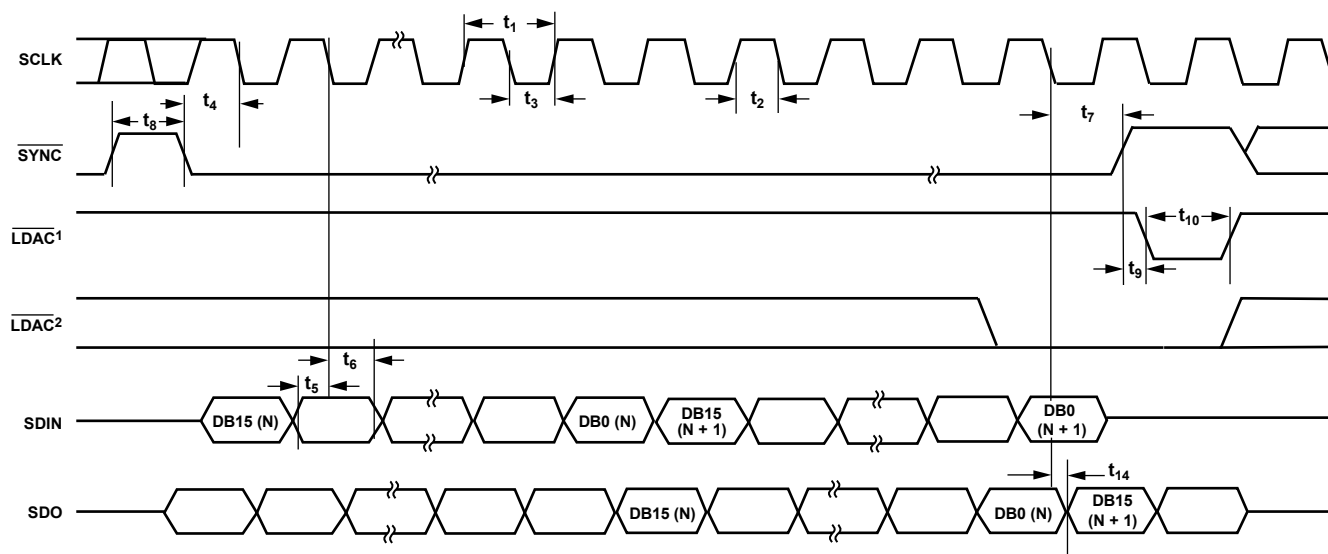 t1
SCLK
t4
t3
t2
t7
t8
SYNC
LDAC1
t10
t9
LDAC2
t6
t5
SDIN
DB15 (N)
DB0 (N)
DB15
(N + 1)
DB0
(N + 1)
t14
SDO
DB15 (N)
DB0 (N)
DB15
(N + 1)